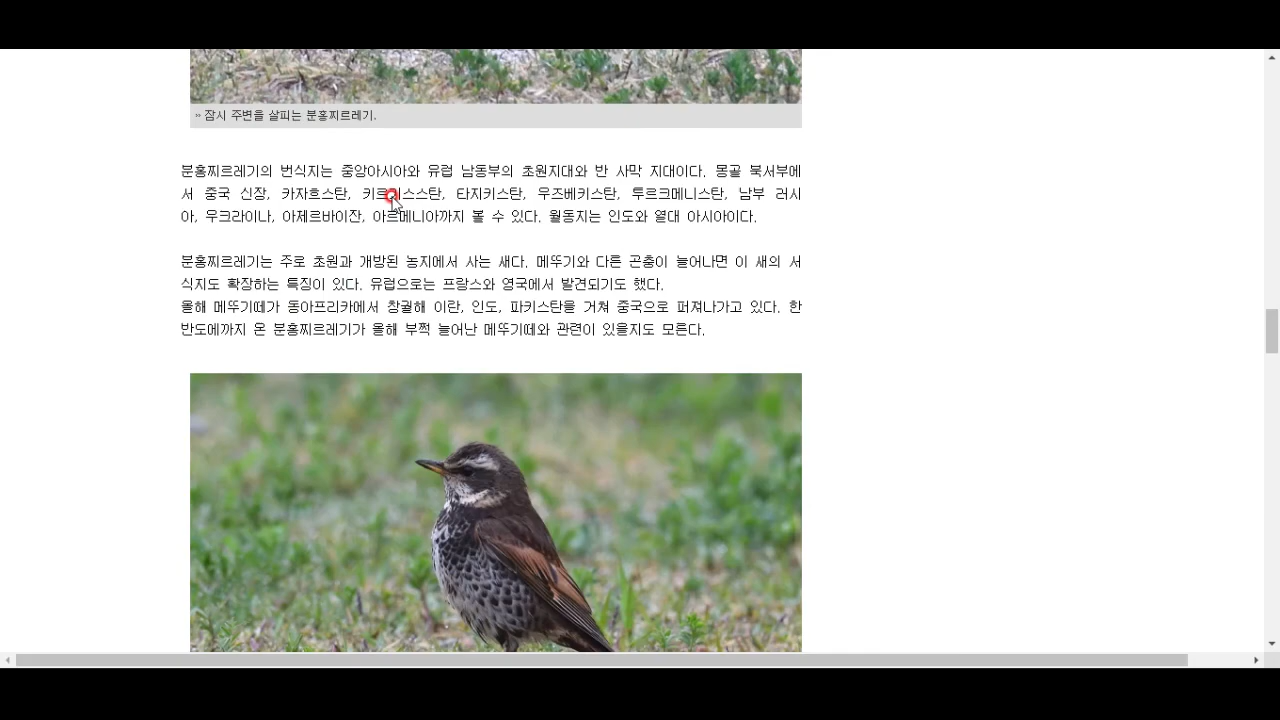 잠시 주변을 살피는 분홍찌르레기.
분홍찌르레기의 번식지는 중앙아시아와 유럽 남동부의 초원지대와 반 사막 지대이다. 몽골 북서부에
서 중국 신장, 카자흐스탄, 타지키스탄, 우즈베키스탄, 투르크메니스탄, 남부 러시
아, 우크라이나, 아제르바이잔, 아르메니아까지 볼 수 있다. 월동지는 인도와 열대 아시아이다.
분홍찌르레기는 주로 초원과 개방된 농지에서 사는 새다. 메뚜기와 다른 곤충이 늘어나면 이 새의 서
식지도 확장하는 특징이 있다. 유럽으로는 프랑스와 영국에서 발견되기도 했다.
올해 메뚜기떼가 동아프리카에서 창궐해 이란, 인도, 파키스탄을 거쳐 중국으로 퍼져나가고 있다. 한
반도에까지 온 분홍찌르레기가 올해 부쩍 늘어난 메뚜기떼와 관련이 있을지도 모른다.